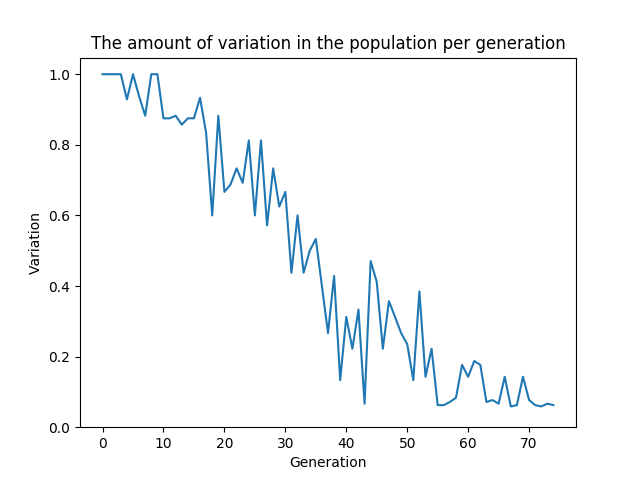 The amount of variation in the population per generation
1.0
0.8
0.6
0.4
0.2
0.0
Variation
0 10 20 30 40 50 60 70
Generation